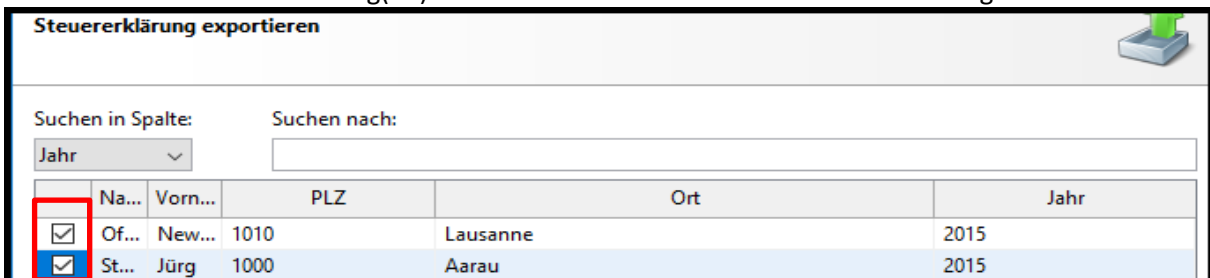 Steuererklärung exportieren
Suchen in Spalte: Suchen nach:
Jahr
Na... Vorn... PLZ Ort Jahr
Of... New... 1010 Lausanne 2015
St... Jürg 1000 Aarau 2015